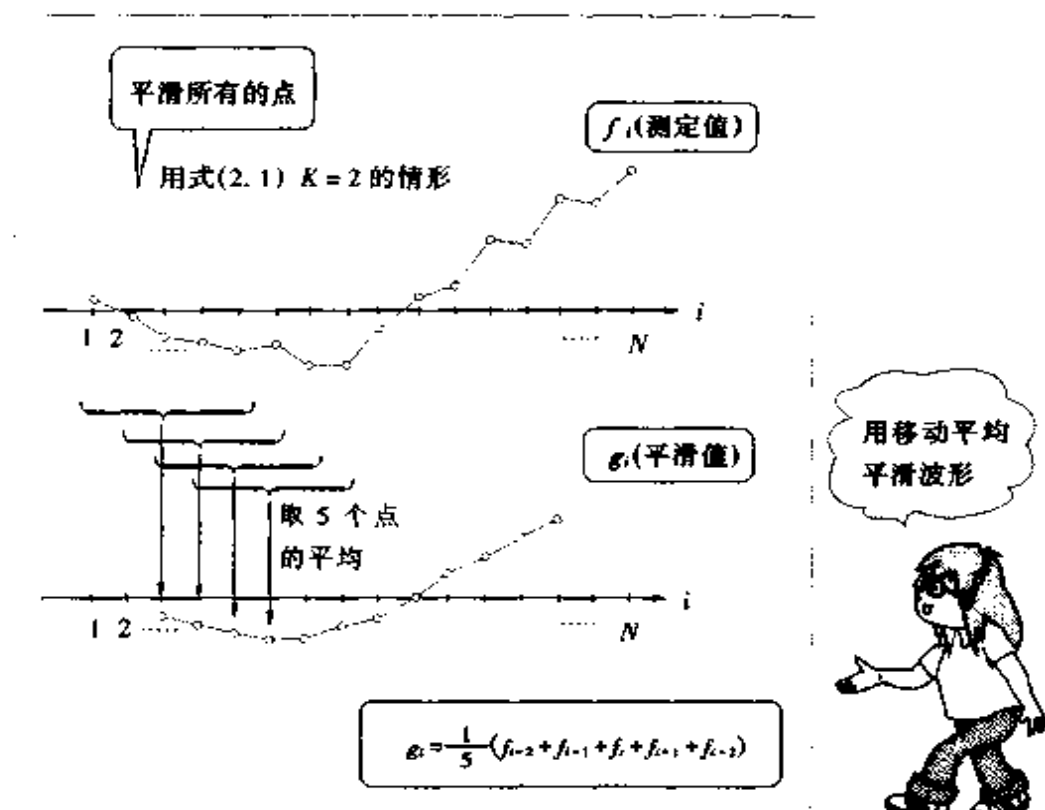 平滑所有的点
f_i(测定值)
用式(2.1) K=2的情形
i
1 2 ...... ...... N
g_i(平滑值)
用移动平均
平滑波形
取5个点
的平均
i
1 2 ...... ...... N
g_i = 1/5 (f_{i-2} + f_{i-1} + f_i + f_{i+1} + f_{i+2})